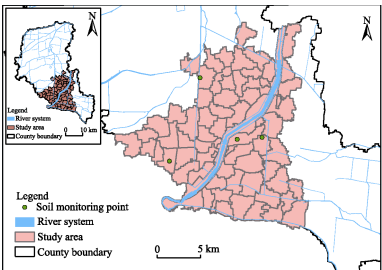 N
N
Legend
River system
Study area
County boundary
0 10 km
Legend
Soil monitoring point
River system
Study area
County boundary
0 5 km